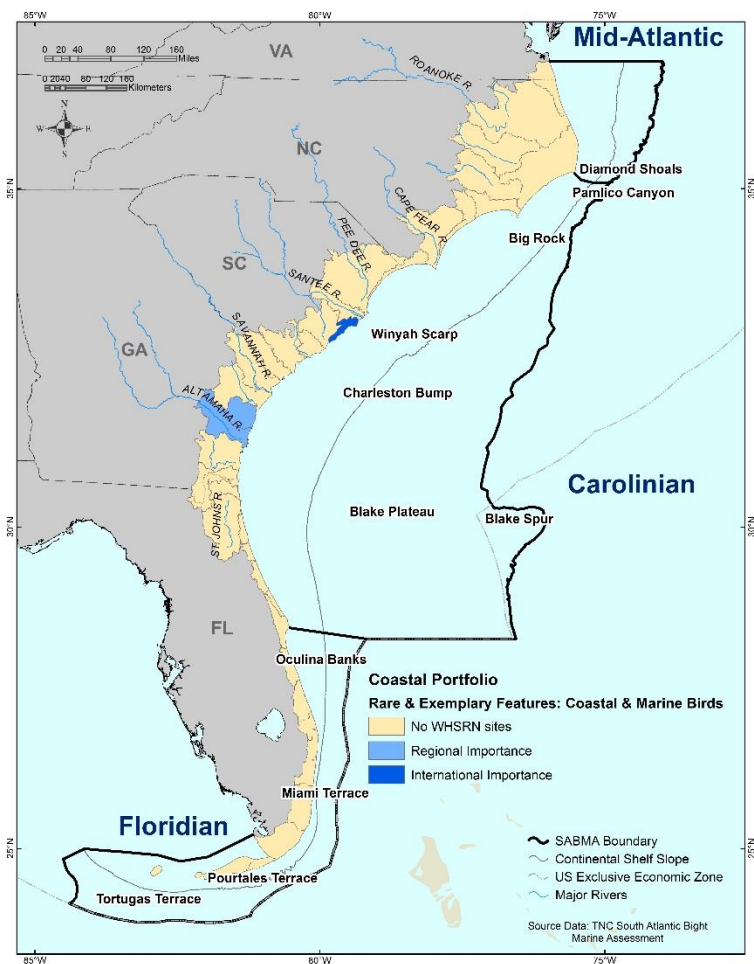 85°W
80°W
75°W
Mid-Atlantic
0 20 40 80 120 160
Miles
0 20 40 80 120 160
Kilometers
N
W E
S
VA
ROANOKE R.
NC
35°N
35°N
Diamond Shoals
Pamlico Canyon
CAPE FEAR R.
PEE DEE R.
Big Rock
SC
SANTEE R.
Winyah Scarp
SAVANNAH R.
GA
Charleston Bump
ALTAMAHA R.
Carolinian
Blake Plateau
Blake Spur
30°N
30°N
ST. JOHNS R.
FL
Oculina Banks
Coastal Portfolio
Rare & Exemplary Features: Coastal & Marine Birds
No WHSRN sites
Regional Importance
International Importance
Miami Terrace
Floridian
25°N
25°N
Pourtales Terrace
Tortugas Terrace
SABMA Boundary
Continental Shelf Slope
US Exclusive Economic Zone
Major Rivers
Source Data: TNC South Atlantic Bight
Marine Assessment
85°W
80°W
75°W